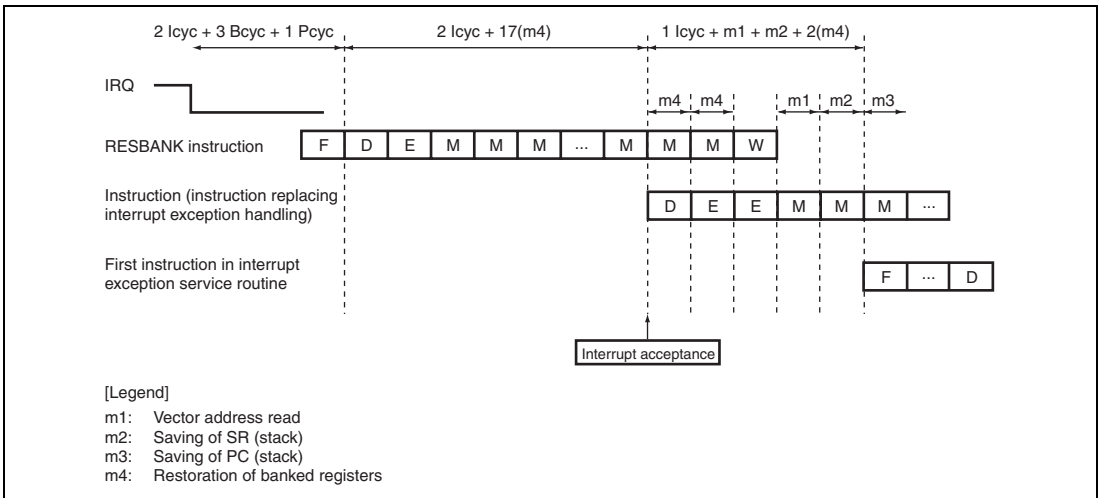 2 Icyc + 3 Bcyc + 1 Pcyc 2 Icyc + 17(m4) 1 Icyc + m1 + m2 + 2(m4)
IRQ
m4 m4 m1 m2 m3
RESBANK instruction F D E M M M ... M M M W
Instruction (instruction replacing
interrupt exception handling) D E E M M M ...
First instruction in interrupt
exception service routine F ... D
Interrupt acceptance
[Legend]
m1: Vector address read
m2: Saving of SR (stack)
m3: Saving of PC (stack)
m4: Restoration of banked registers